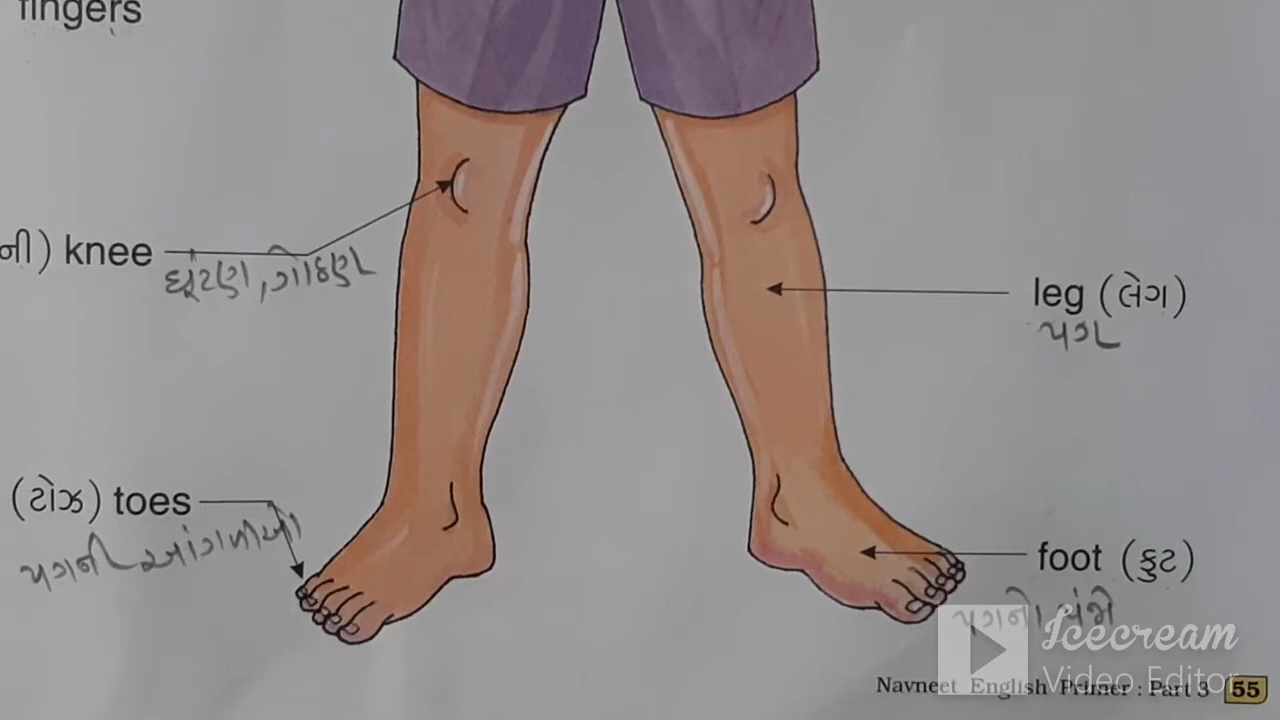 fingers
ની) knee
ઘૂંટણ, ગોઠણ
leg (લેગ)
પગ
(ટોઝ) toes
પગની આંગળીઓ
foot (ફુટ)
પગનો પંજો
Icecream
Video Editor
Navneet English Primer : Part 3 55